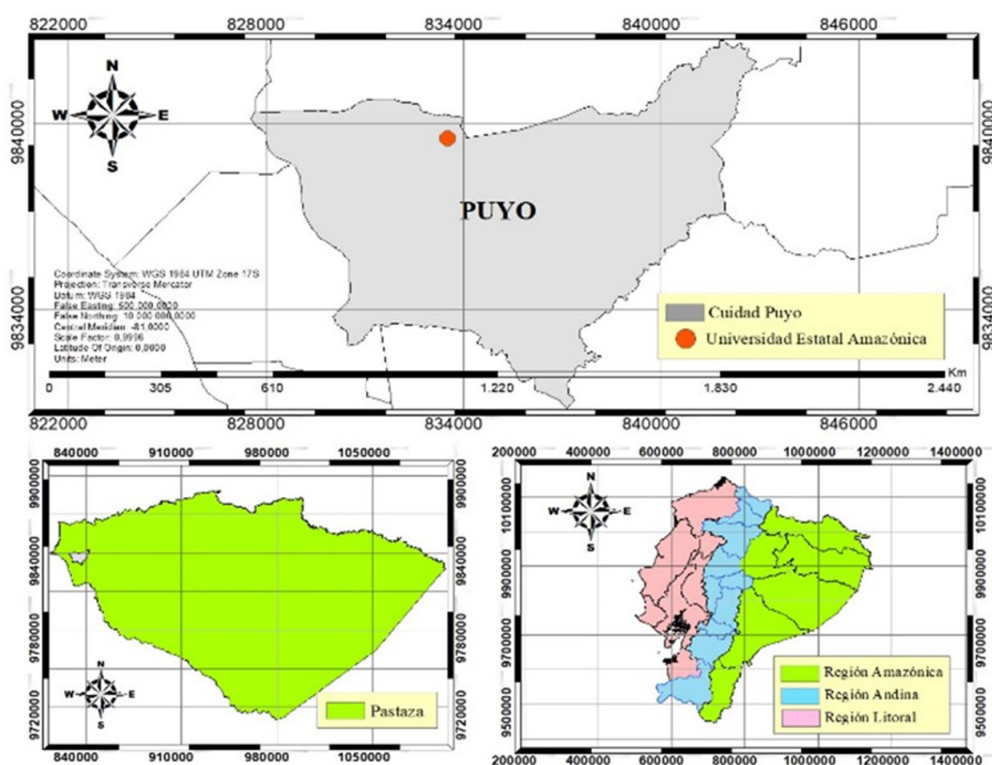 822000 828000 834000 840000 846000
N
W E
S
9840000 9840000
PUYO
Coordinate System: WGS 1984 UTM Zone 17S
Projection: Transverse Mercator
Datum: WGS 1984
False Easting: 500.000,0000
False Northing: 10.000.000,0000
Central Meridian: -81,0000
Scale Factor: 0,9996
Latitude Of Origin: 0,0000
Units: Meter
9834000 9834000
Cuidad Puyo
Universidad Estatal Amazónica
Km
0 305 610 1.220 1.830 2.440
822000 828000 834000 840000 846000
840000 910000 980000 1050000
9900000 9900000
9840000 9840000
9780000 9780000
9720000 9720000
N
W E
S
Pastaza
840000 910000 980000 1050000
200000 400000 600000 800000 1000000 1200000 1400000
N
W E
S
10100000 10100000
9900000 9900000
9700000 9700000
9500000 9500000
Región Amazónica
Región Andina
Región Litoral
200000 400000 600000 800000 1000000 1200000 1400000